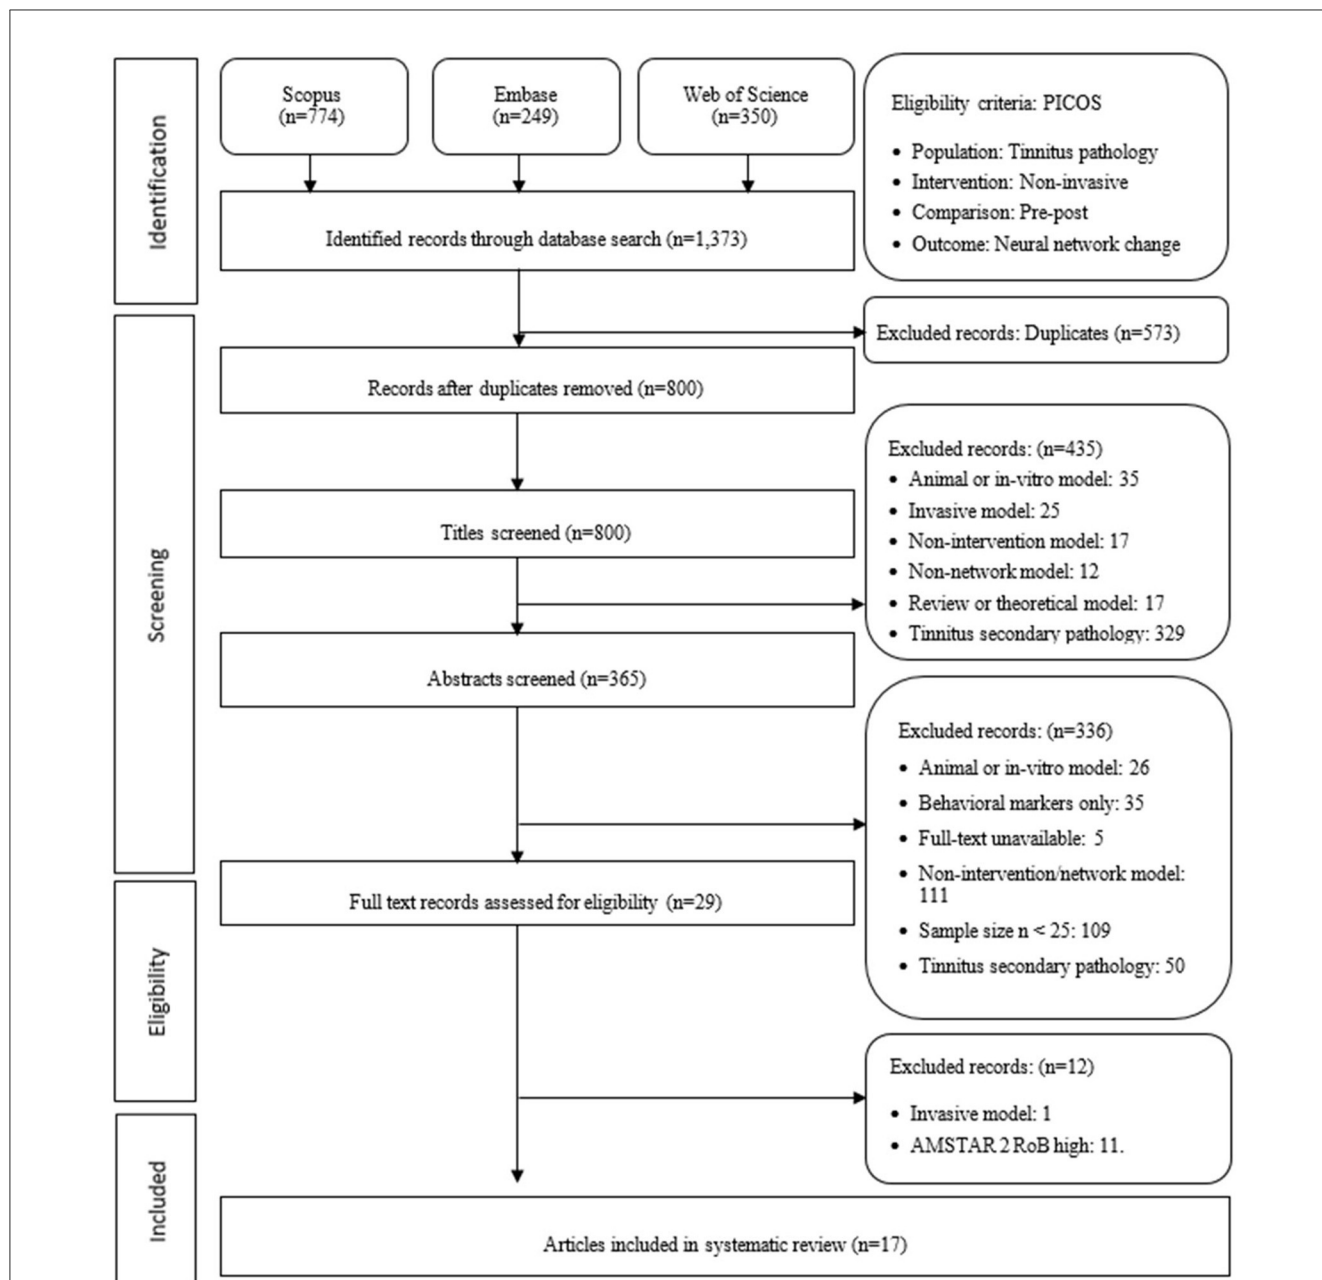 Identification
Scopus
(n=774)
Embase
(n=249)
Web of Science
(n=350)
Eligibility criteria: PICOS
• Population: Tinnitus pathology
• Intervention: Non-invasive
• Comparison: Pre-post
• Outcome: Neural network change
Identified records through database search (n=1,373)
Screening
Excluded records: Duplicates (n=573)
Records after duplicates removed (n=800)
Titles screened (n=800)
Excluded records: (n=435)
• Animal or in-vitro model: 35
• Invasive model: 25
• Non-intervention model: 17
• Non-network model: 12
• Review or theoretical model: 17
• Tinnitus secondary pathology: 329
Abstracts screened (n=365)
Excluded records: (n=336)
• Animal or in-vitro model: 26
• Behavioral markers only: 35
• Full-text unavailable: 5
• Non-intervention/network model:
111
• Sample size n < 25: 109
• Tinnitus secondary pathology: 50
Full text records assessed for eligibility (n=29)
Eligibility
Excluded records: (n=12)
• Invasive model: 1
• AMSTAR 2 RoB high: 11.
Included
Articles included in systematic review (n=17)